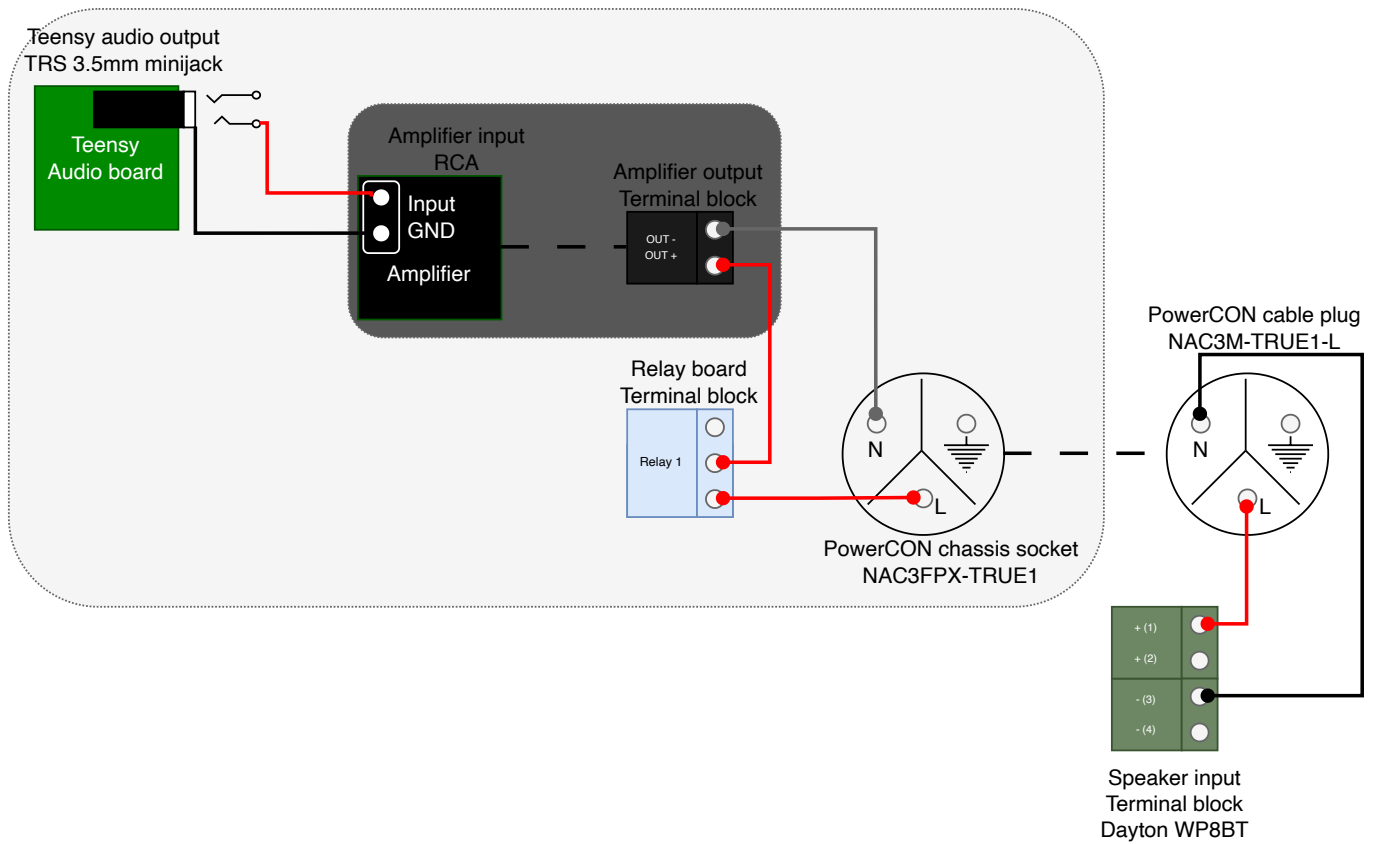 Teensy audio output
TRS 3.5mm minijack
Teensy
Audio board
Amplifier input
RCA
Input
GND
Amplifier
Amplifier output
Terminal block
OUT -
OUT +
Relay board
Terminal block
Relay 1
N
L
PowerCON chassis socket
NAC3FPX-TRUE1
PowerCON cable plug
NAC3M-TRUE1-L
N
L
+ (1)
+ (2)
- (3)
- (4)
Speaker input
Terminal block
Dayton WP8BT